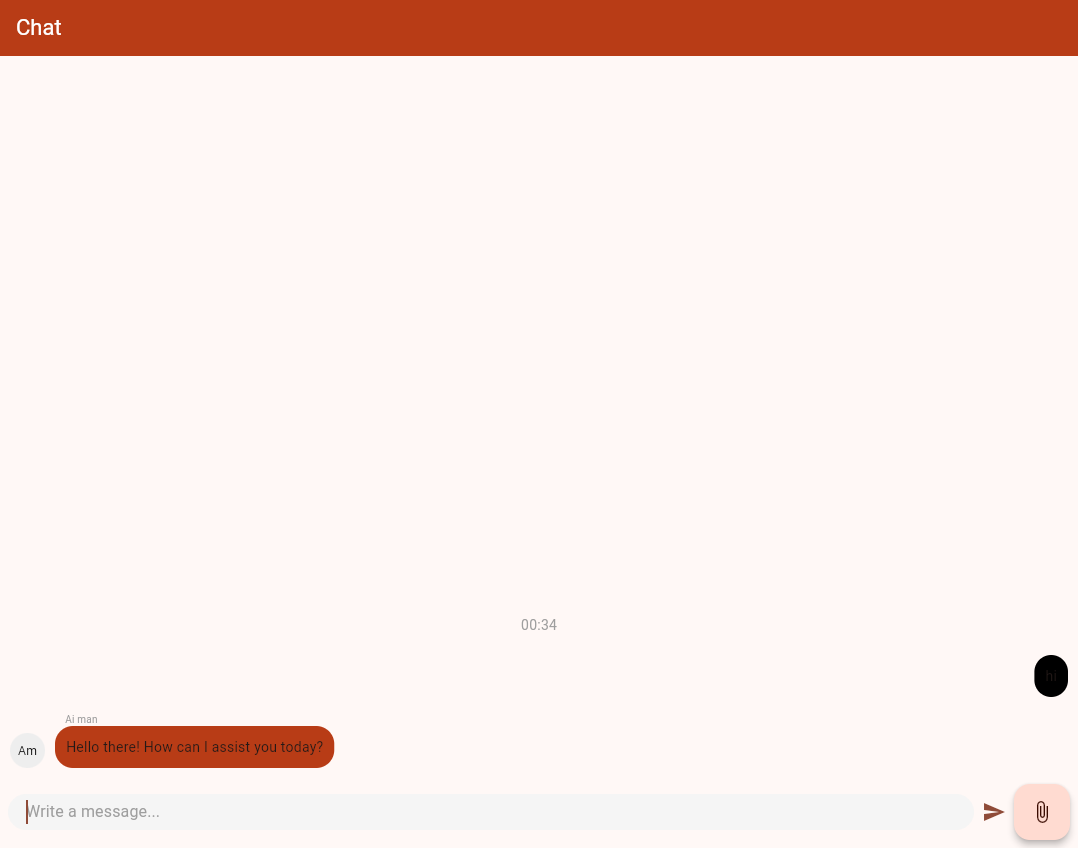 Chat
00:34
hi
Ai man
Am
Hello there! How can I assist you today?
Write a message...